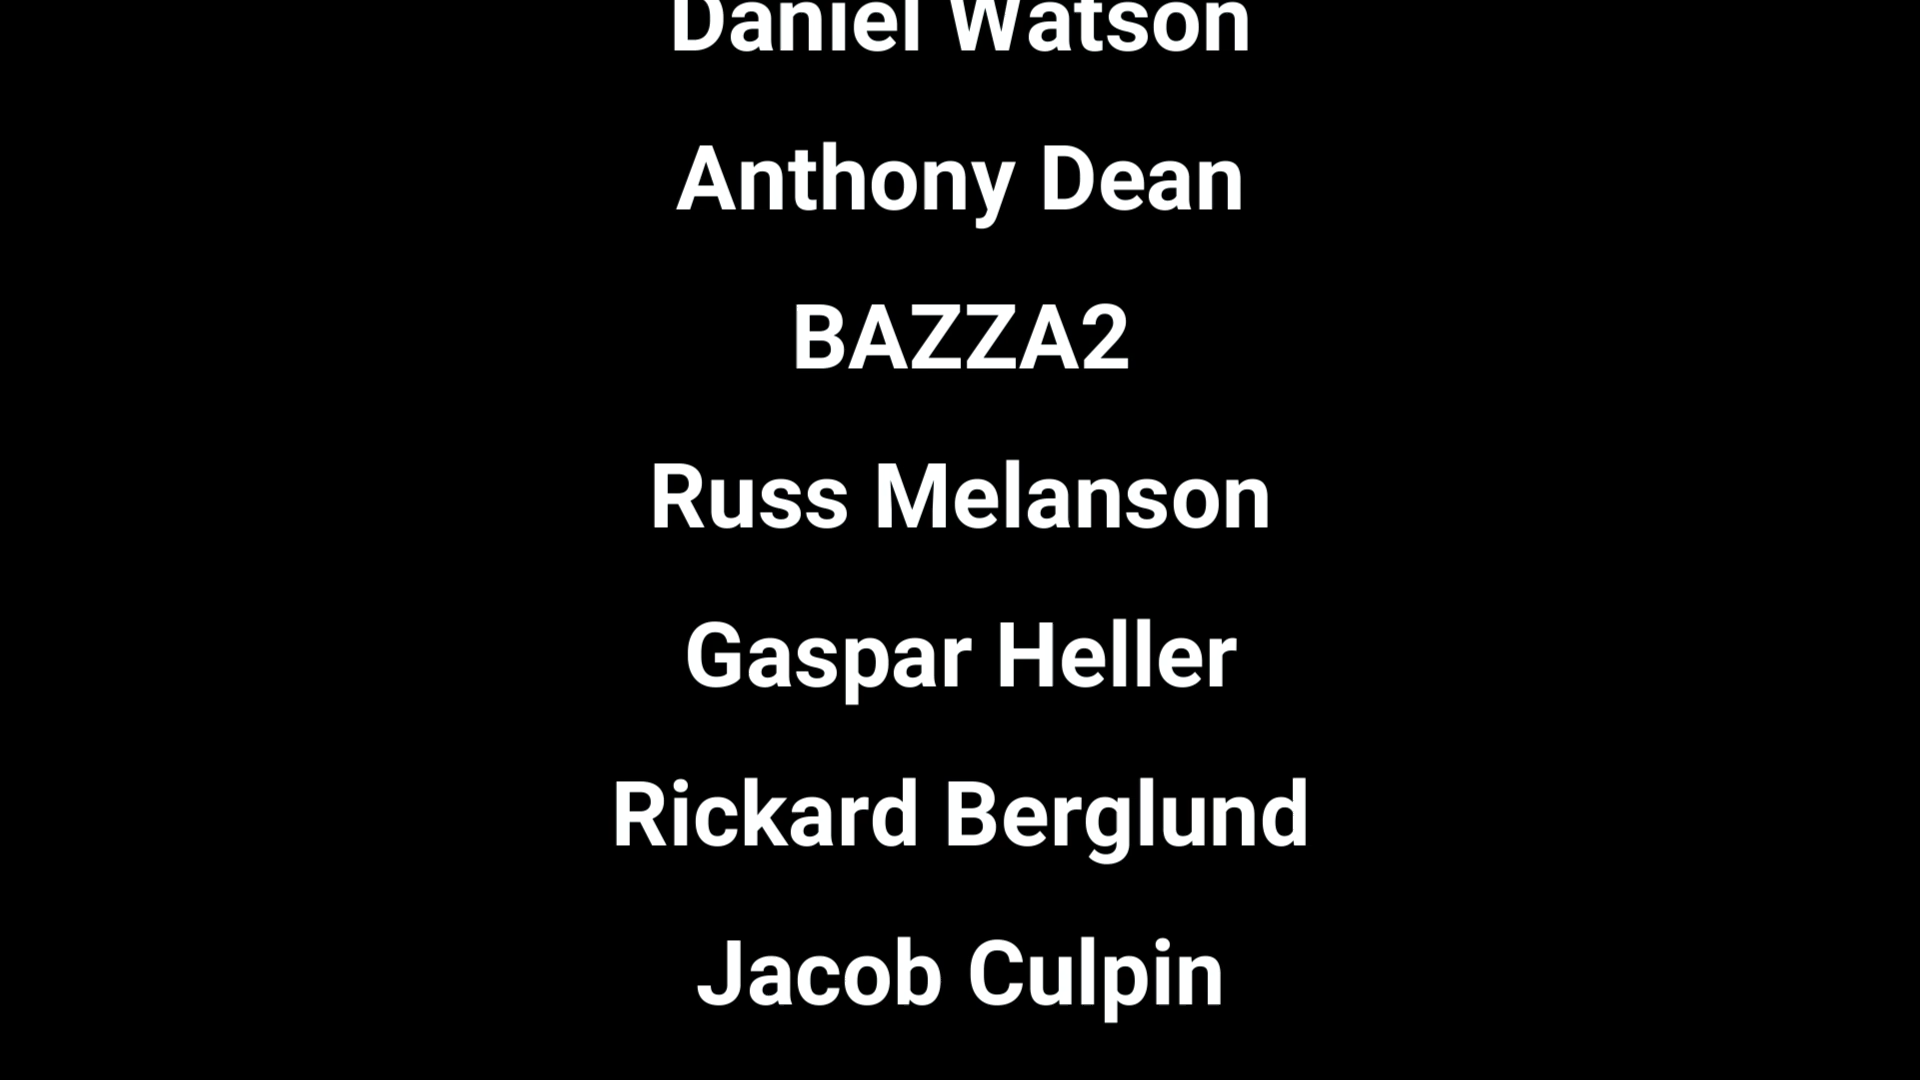 Daniel Watson
Anthony Dean
BAZZA2
Russ Melanson
Gaspar Heller
Rickard Berglund
Jacob Culpin